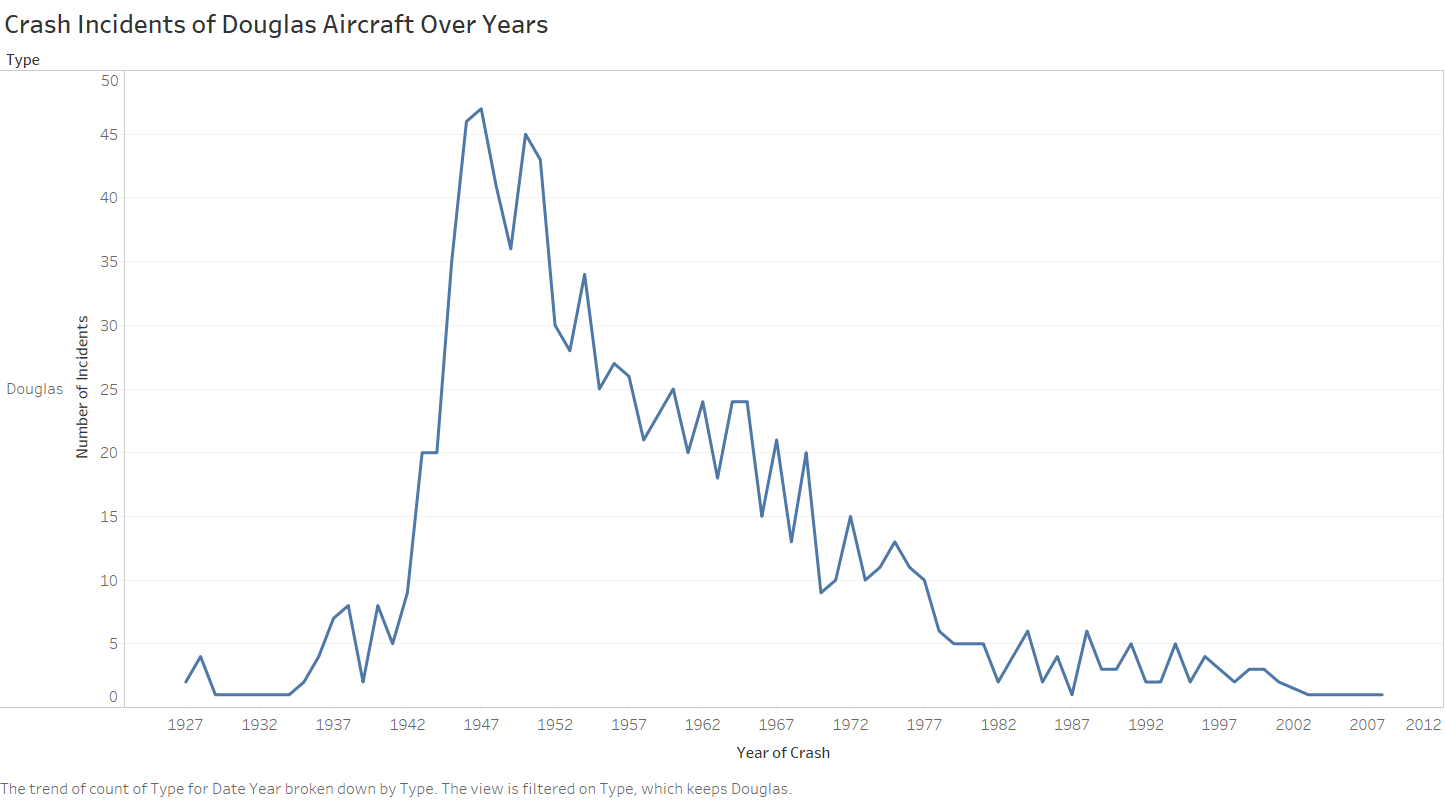 Crash Incidents of Douglas Aircraft Over Years
Type
Douglas
Number of Incidents
50
45
40
35
30
25
20
15
10
5
0
1927 1932 1937 1942 1947 1952 1957 1962 1967 1972 1977 1982 1987 1992 1997 2002 2007 2012
Year of Crash
The trend of count of Type for Date Year broken down by Type. The view is filtered on Type, which keeps Douglas.